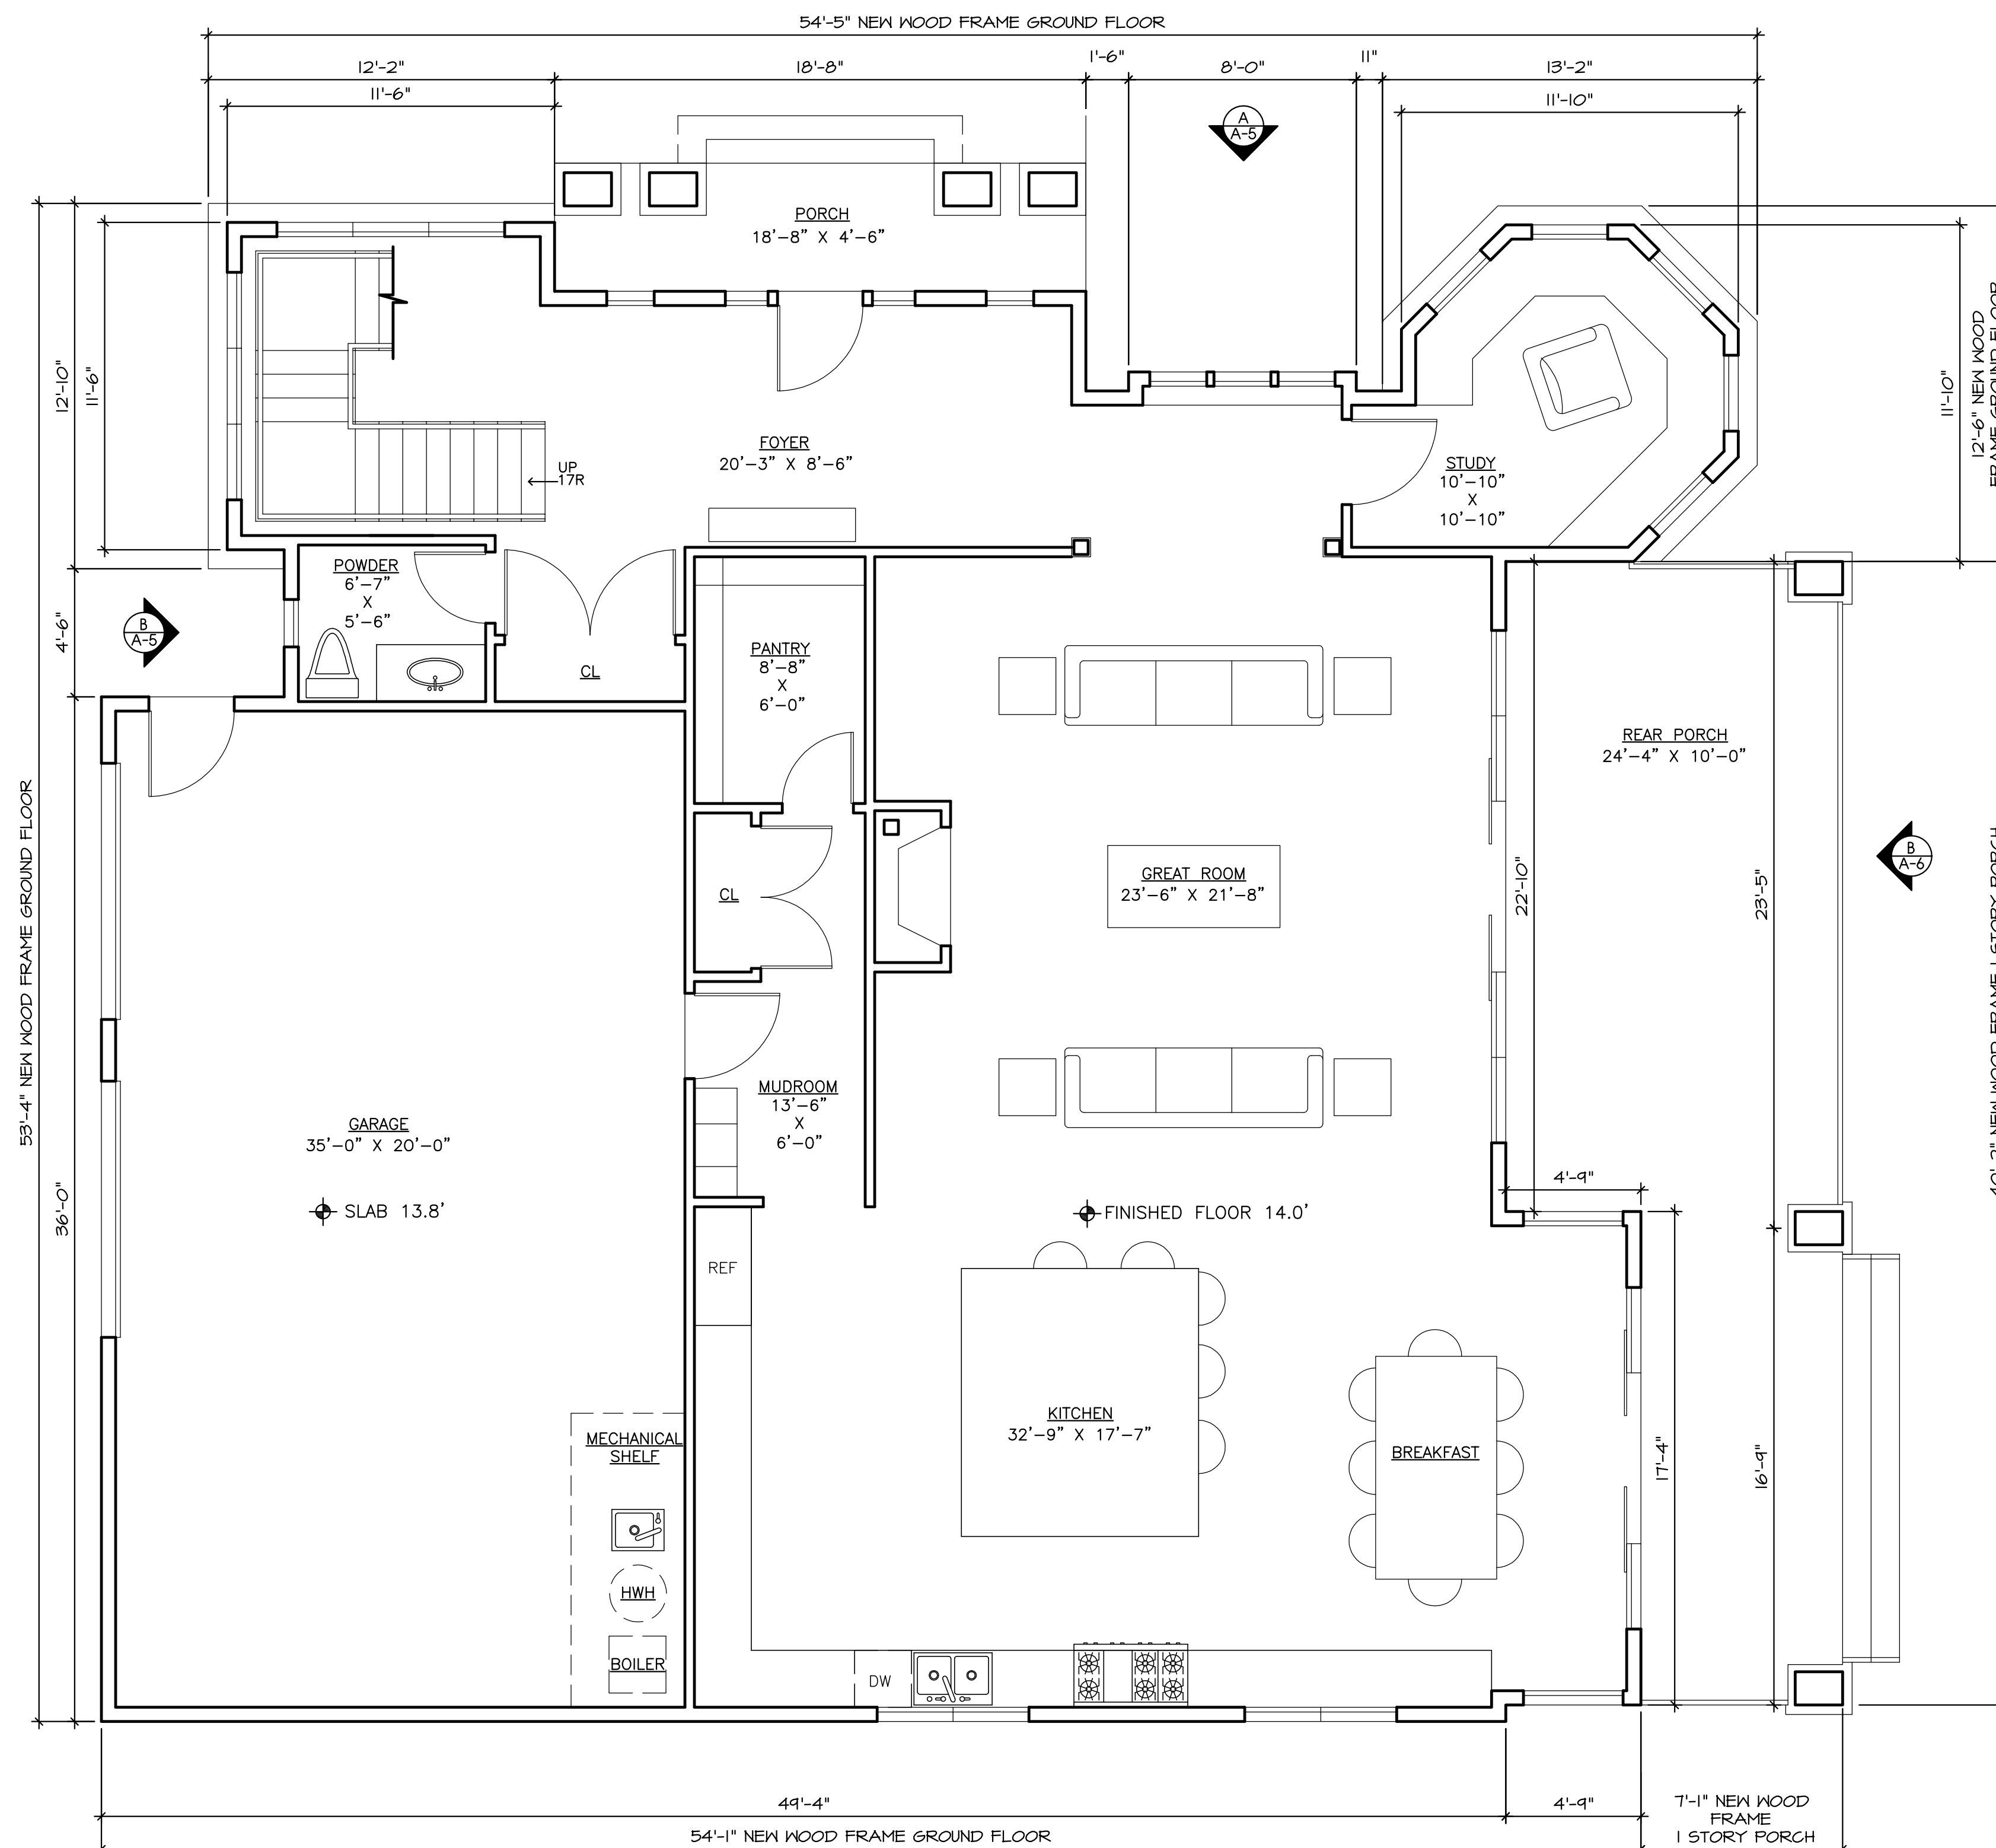 54'-5" NEW WOOD FRAME GROUND FLOOR
12'-2"
18'-8"
1'-6"
8'-0"
11"
13'-2"
11'-6"
11'-10"
A
A-5
PORCH
18'-8" X 4'-6"
FOYER
20'-3" X 8'-6"
UP
17R
STUDY
10'-10"
X
10'-10"
12'-10"
11'-6"
11'-10"
12'-6" NEW WOOD
FRAME GROUND FLOOR
4'-6"
B
A-5
POWDER
6'-7"
X
5'-6"
CL
PANTRY
8'-8"
X
6'-0"
REAR PORCH
24'-4" X 10'-0"
CL
GREAT ROOM
23'-6" X 21'-8"
22'-10"
23'-5"
B
A-6
53'-4" NEW WOOD FRAME GROUND FLOOR
36'-0"
GARAGE
35'-0" X 20'-0"
SLAB 13.8'
MUDROOM
13'-6"
X
6'-0"
FINISHED FLOOR 14.0'
4'-9"
REF
KITCHEN
32'-9" X 17'-7"
BREAKFAST
17'-4"
16'-9"
MECHANICAL
SHELF
HWH
BOILER
DW
49'-4"
4'-9"
7'-1" NEW WOOD
FRAME
1 STORY PORCH
54'-1" NEW WOOD FRAME GROUND FLOOR